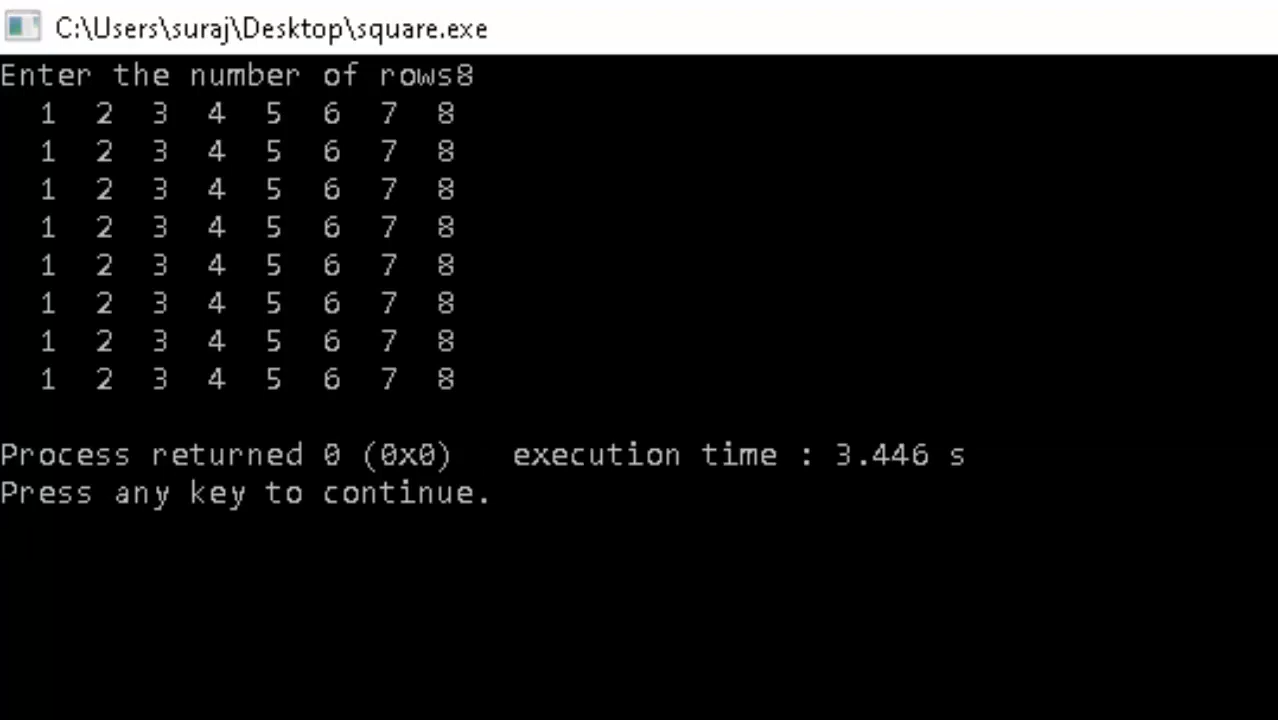 C:\Users\suraj\Desktop\square.exe
Enter the number of rows8
  1  2  3  4  5  6  7  8
  1  2  3  4  5  6  7  8
  1  2  3  4  5  6  7  8
  1  2  3  4  5  6  7  8
  1  2  3  4  5  6  7  8
  1  2  3  4  5  6  7  8
  1  2  3  4  5  6  7  8
  1  2  3  4  5  6  7  8
Process returned 0 (0x0)   execution time : 3.446 s
Press any key to continue.